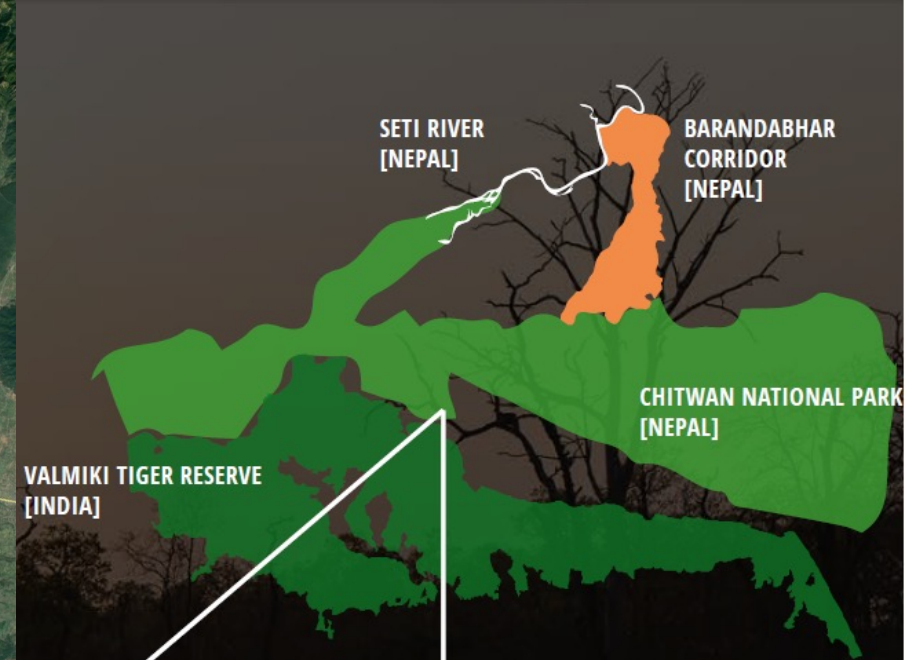 SETI RIVER
[NEPAL]
BARANDABHAR
CORRIDOR
[NEPAL]
CHITWAN NATIONAL PARK
[NEPAL]
VALMIKI TIGER RESERVE
[INDIA]